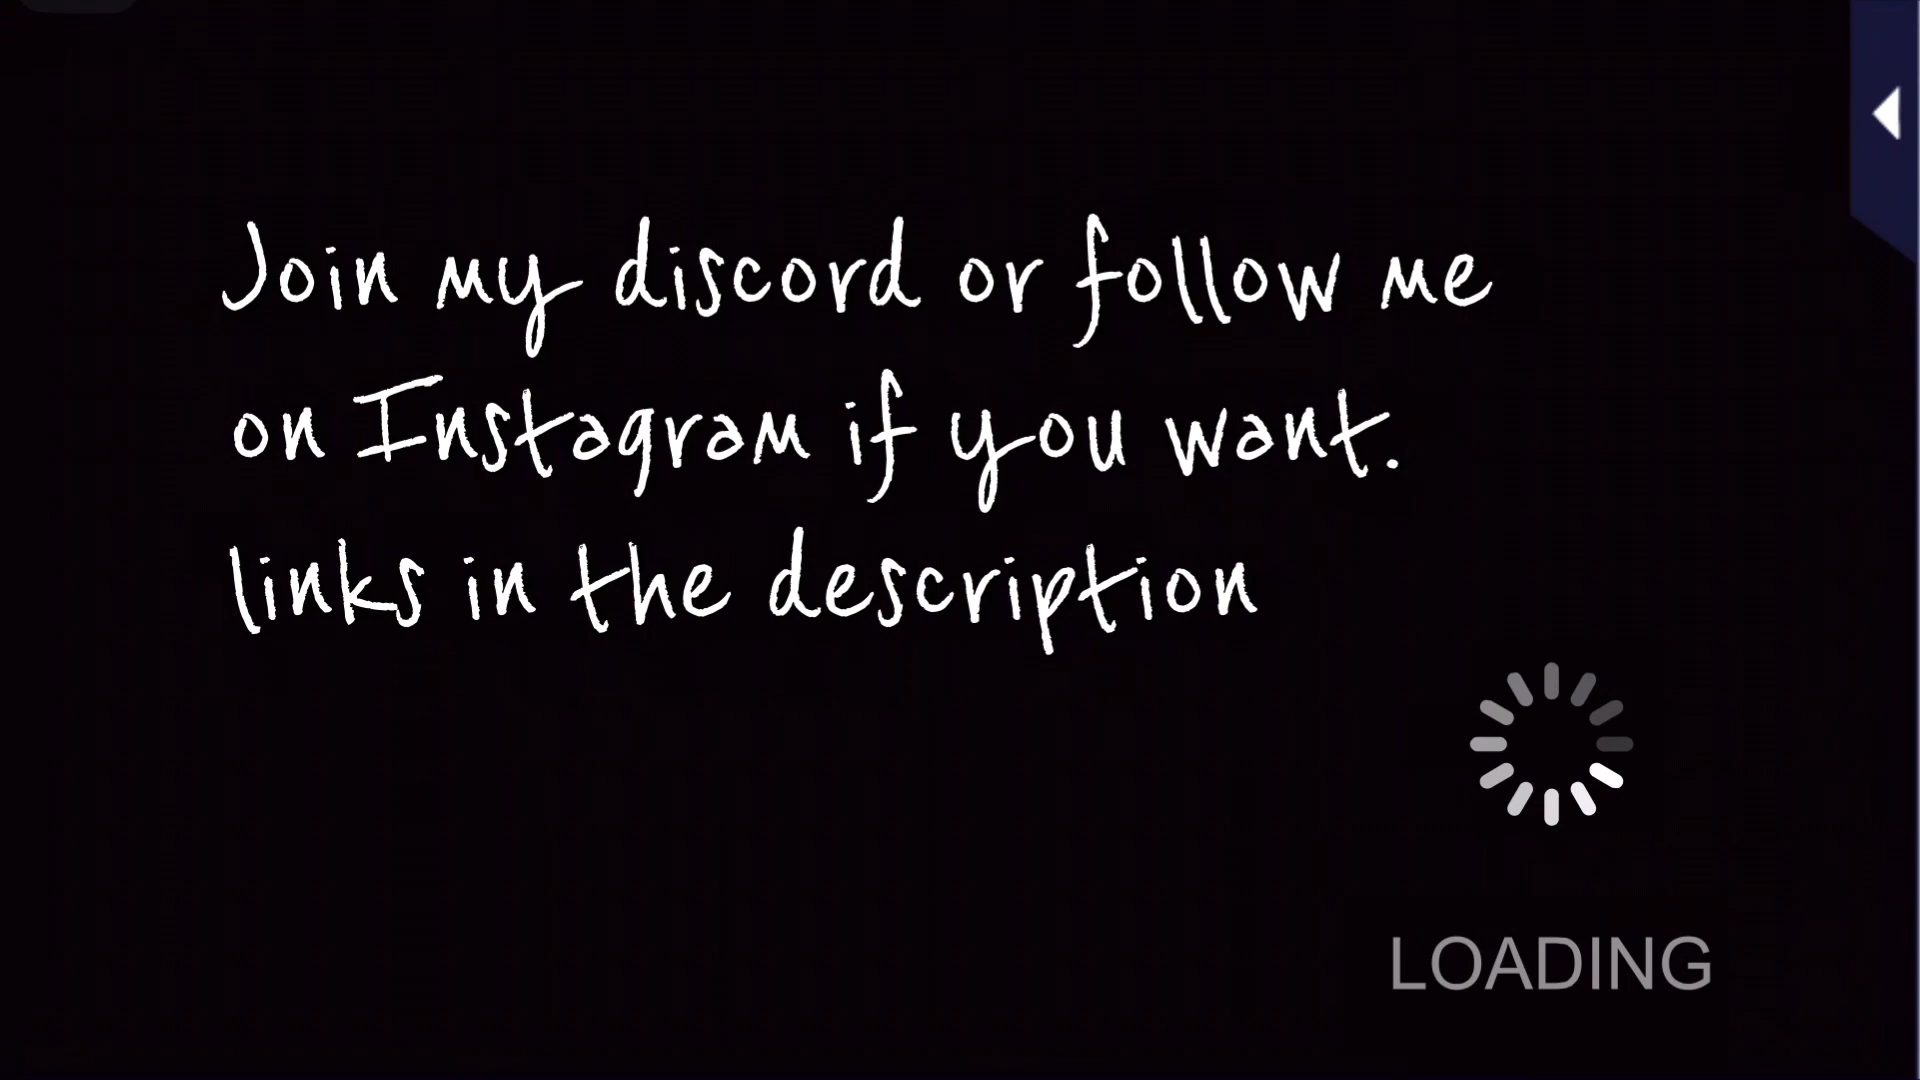 Join my discord or follow me
on Instagram if you want.
links in the description
LOADING